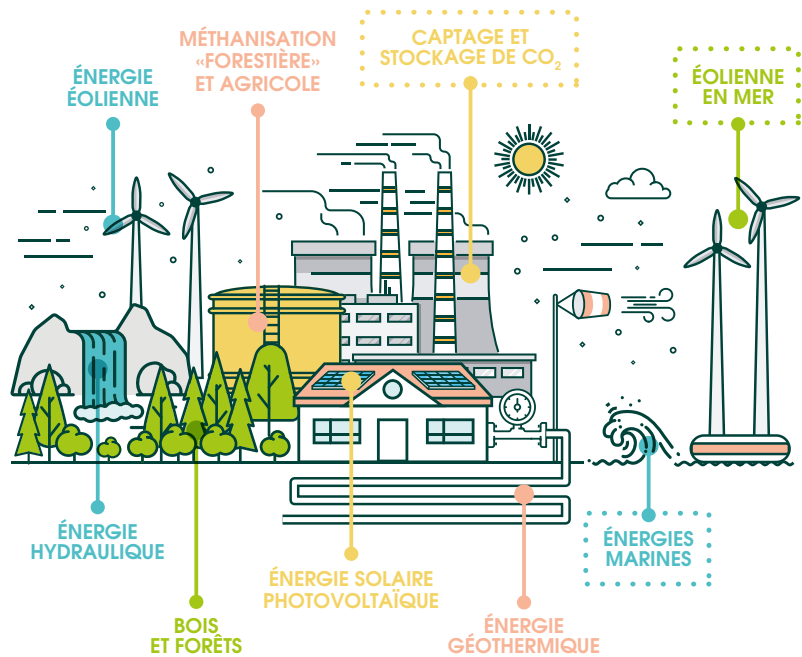 MÉTHANISATION
«FORESTIÈRE»
ET AGRICOLE
CAPTAGE ET
STOCKAGE DE CO₂
ÉNERGIE
ÉOLIENNE
ÉOLIENNE
EN MER
ÉNERGIE
HYDRAULIQUE
ÉNERGIES
MARINES
ÉNERGIE SOLAIRE
PHOTOVOLTAÏQUE
BOIS
ET FORÊTS
ÉNERGIE
GÉOTHERMIQUE